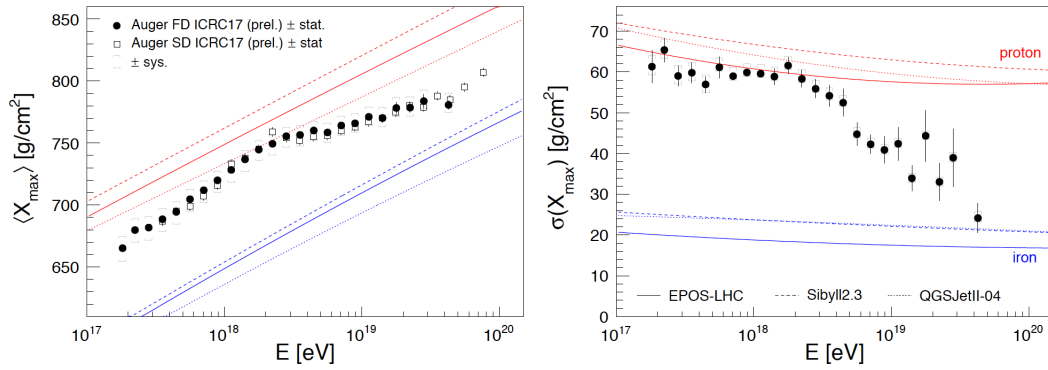 ⟨X_max⟩ [g/cm²]
850
800
750
700
650
Auger FD ICRC17 (prel.) ± stat.
Auger SD ICRC17 (prel.) ± stat
± sys.
10^17
10^18
10^19
10^20
E [eV]
σ(X_max) [g/cm²]
80
70
60
50
40
30
20
10
0
proton
iron
EPOS-LHC
Sibyll2.3
QGSJetII-04
10^17
10^18
10^19
10^20
E [eV]